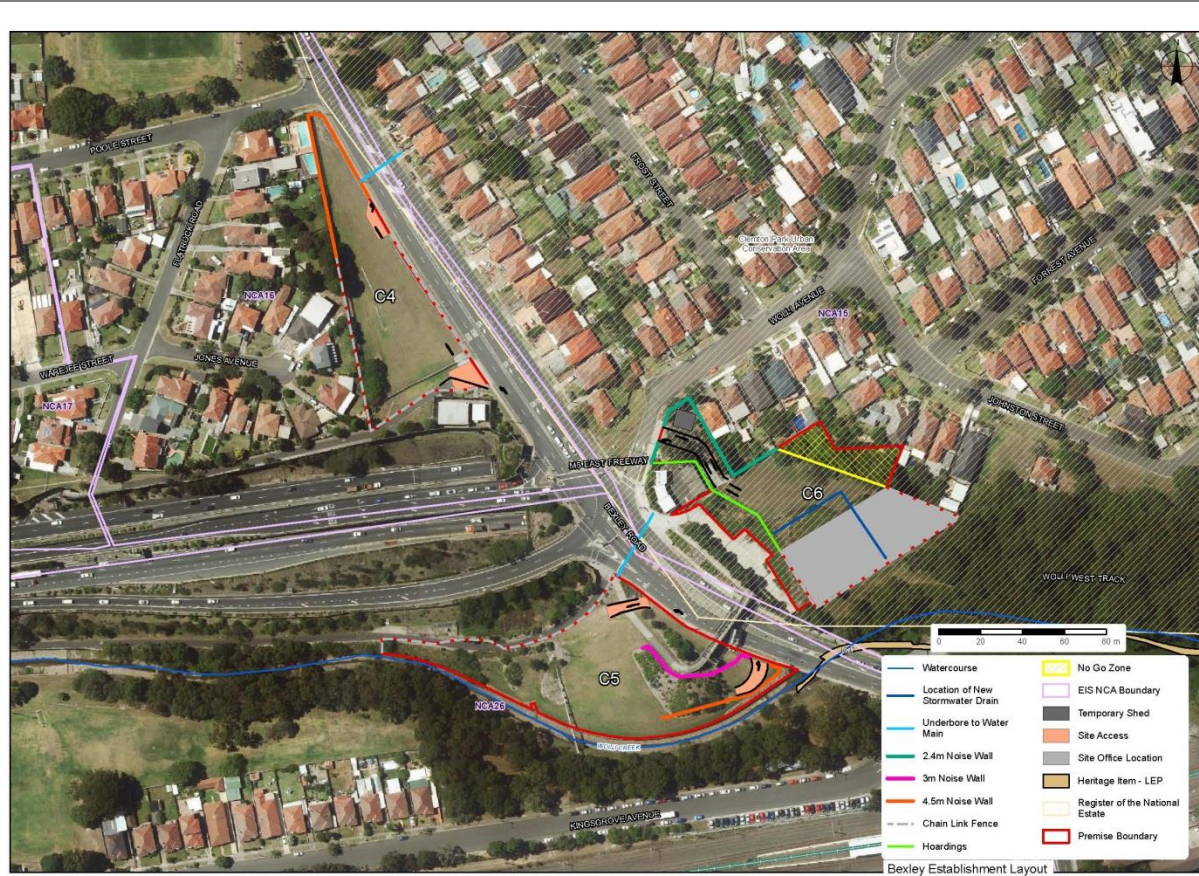 POOLE STREET
FLATROCK ROAD
FROST STREET
Clemton Park Urban
Conservation Area
FORREST AVENUE
C4
NCA16
WOLLI AVENUE
NCA15
JONES AVENUE
WAREJEE STREET
NCA17
JOHNSTON STREET
M5 EAST FREEWAY
C6
BEXLEY ROAD
WOLLI WEST TRACK
0 20 40 60 80 m
C5
NCA26
WOLLI CREEK
KINGSGROVE AVENUE
Watercourse
Location of New
Stormwater Drain
Underbore to Water
Main
2.4m Noise Wall
3m Noise Wall
4.5m Noise Wall
Chain Link Fence
Hoardings
No Go Zone
EIS NCA Boundary
Temporary Shed
Site Access
Site Office Location
Heritage Item - LEP
Register of the National
Estate
Premise Boundary
Bexley Establishment Layout